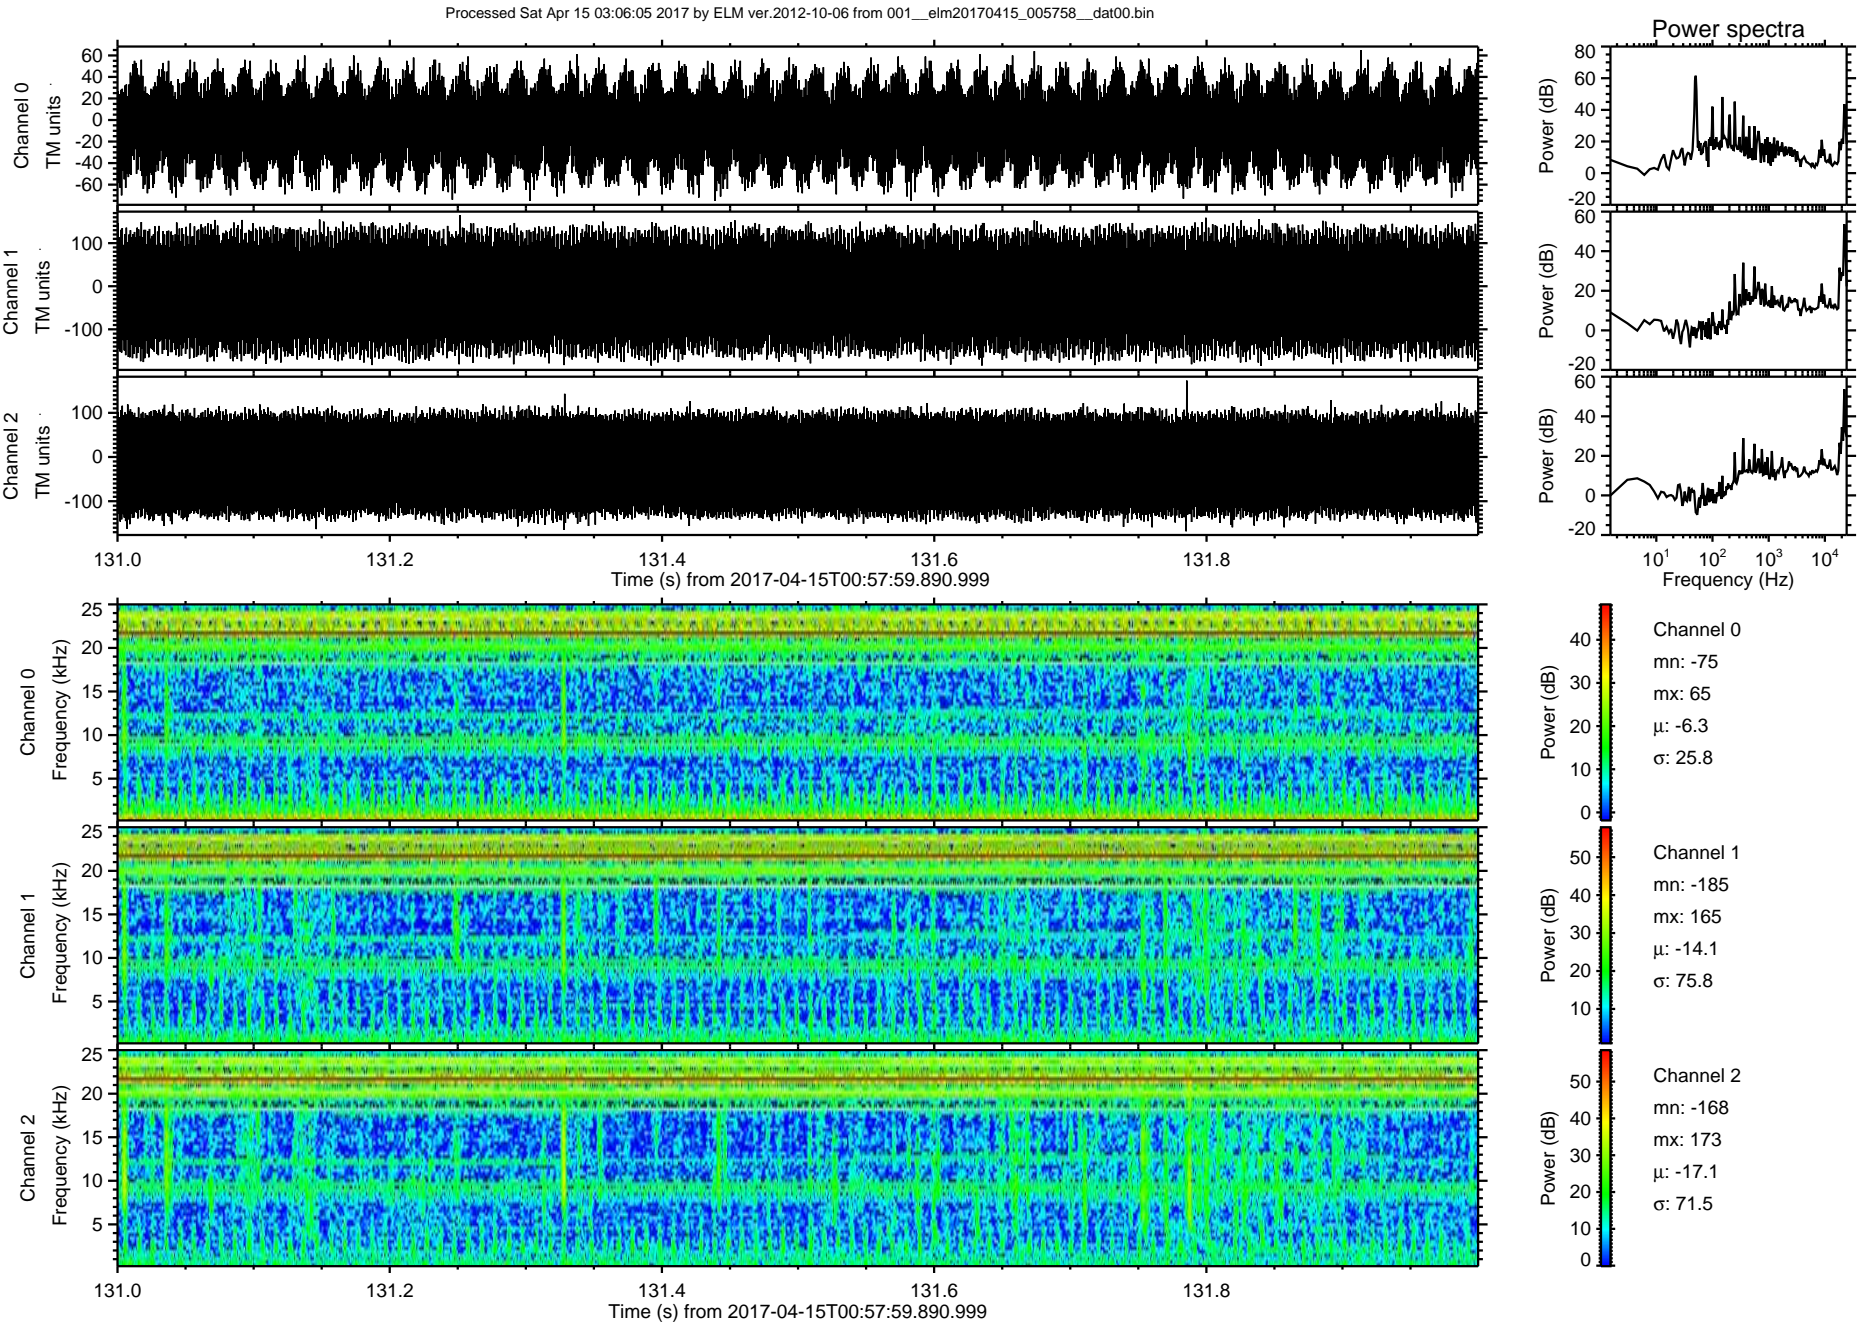 Processed Sat Apr 15 03:06:05 2017 by ELM ver.2012-10-06 from 001__elm20170415_005758__dat00.bin
Power spectra
Channel 0
TM units
60
40
20
0
-20
-40
-60
Power (dB)
80
60
40
20
0
-20
Channel 1
TM units
100
0
-100
Power (dB)
60
40
20
0
-20
Channel 2
TM units
100
0
-100
Power (dB)
60
40
20
0
-20
131.0
131.2
131.4
131.6
131.8
Time (s) from 2017-04-15T00:57:59.890.999
10^1
10^2
10^3
10^4
Frequency (Hz)
Channel 0
Frequency (kHz)
25
20
15
10
5
Power (dB)
40
30
20
10
0
Channel 0
mn: -75
mx: 65
μ: -6.3
σ: 25.8
Channel 1
Frequency (kHz)
25
20
15
10
5
Power (dB)
50
40
30
20
10
Channel 1
mn: -185
mx: 165
μ: -14.1
σ: 75.8
Channel 2
Frequency (kHz)
25
20
15
10
5
Power (dB)
50
40
30
20
10
0
Channel 2
mn: -168
mx: 173
μ: -17.1
σ: 71.5
131.0
131.2
131.4
131.6
131.8
Time (s) from 2017-04-15T00:57:59.890.999